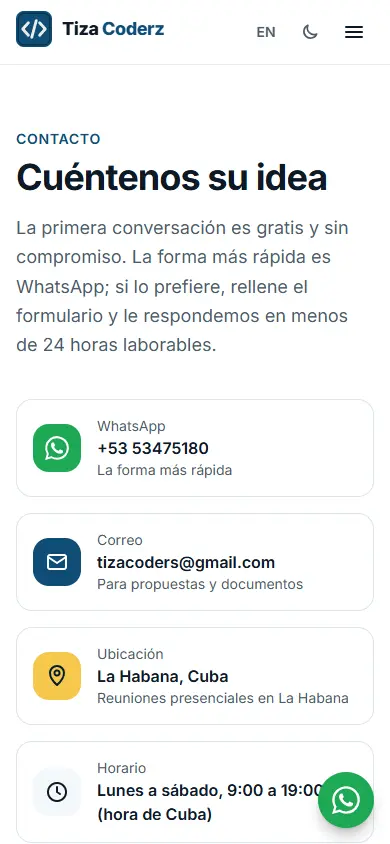 Tiza Coderz
EN
CONTACTO
Cuéntenos su idea
La primera conversación es gratis y sin
compromiso. La forma más rápida es
WhatsApp; si lo prefiere, rellene el
formulario y le respondemos en menos
de 24 horas laborables.
WhatsApp
+53 53475180
La forma más rápida
Correo
tizacoders@gmail.com
Para propuestas y documentos
Ubicación
La Habana, Cuba
Reuniones presenciales en La Habana
Horario
Lunes a sábado, 9:00 a 19:00
(hora de Cuba)